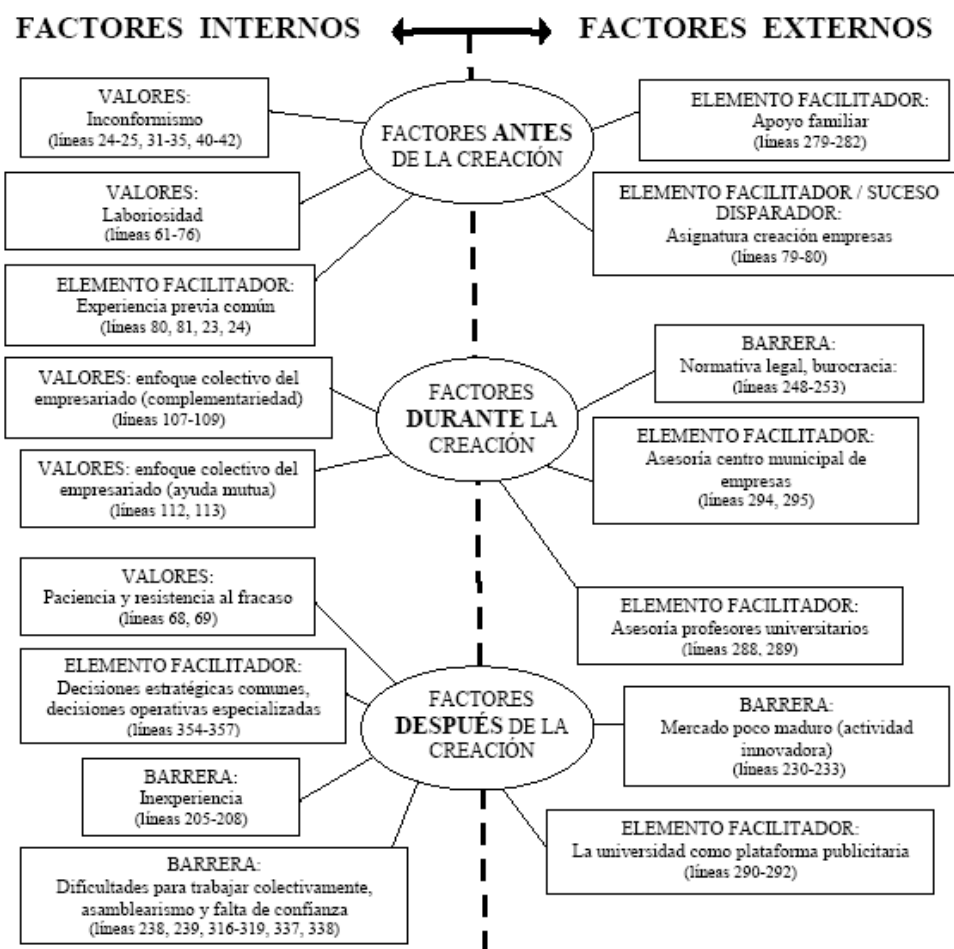 FACTORES INTERNOS
FACTORES EXTERNOS
VALORES:
Inconformismo
(líneas 24-25, 31-35, 40-42)
VALORES:
Laboriosidad
(líneas 61-76)
ELEMENTO FACILITADOR:
Experiencia previa común
(líneas 80, 81, 23, 24)
FACTORES ANTES
DE LA CREACIÓN
ELEMENTO FACILITADOR:
Apoyo familiar
(líneas 279-282)
ELEMENTO FACILITADOR / SUCESO
DISPARADOR:
Asignatura creación empresas
(líneas 79-80)
VALORES: enfoque colectivo del
empresariado (complementariedad)
(líneas 107-109)
VALORES: enfoque colectivo del
empresariado (ayuda mutua)
(líneas 112, 113)
FACTORES
DURANTE LA
CREACIÓN
BARRERA:
Normativa legal, burocracia:
(líneas 248-253)
ELEMENTO FACILITADOR:
Asesoría centro municipal de
empresas
(líneas 294, 295)
ELEMENTO FACILITADOR:
Asesoría profesores universitarios
(líneas 288, 289)
VALORES:
Paciencia y resistencia al fracaso
(líneas 68, 69)
ELEMENTO FACILITADOR:
Decisiones estratégicas comunes,
decisiones operativas especializadas
(líneas 354-357)
BARRERA:
Inexperiencia
(líneas 205-208)
BARRERA:
Dificultades para trabajar colectivamente,
asamblearismo y falta de confíanza
(líneas 238, 239, 316-319, 337, 338)
FACTORES
DESPUÉS DE LA
CREACIÓN
BARRERA:
Mercado poco maduro (actividad
innovadora)
(líneas 230-233)
ELEMENTO FACILITADOR:
La universidad como plataforma publicitaria
(líneas 290-292)